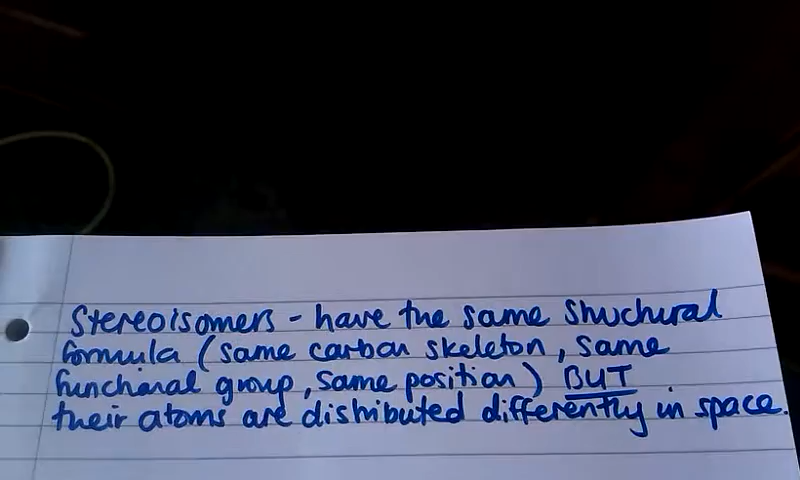 Stereoisomers - have the same structural
formula (same carbon skeleton, same
functional group, same position) BUT
their atoms are distributed differently in space.